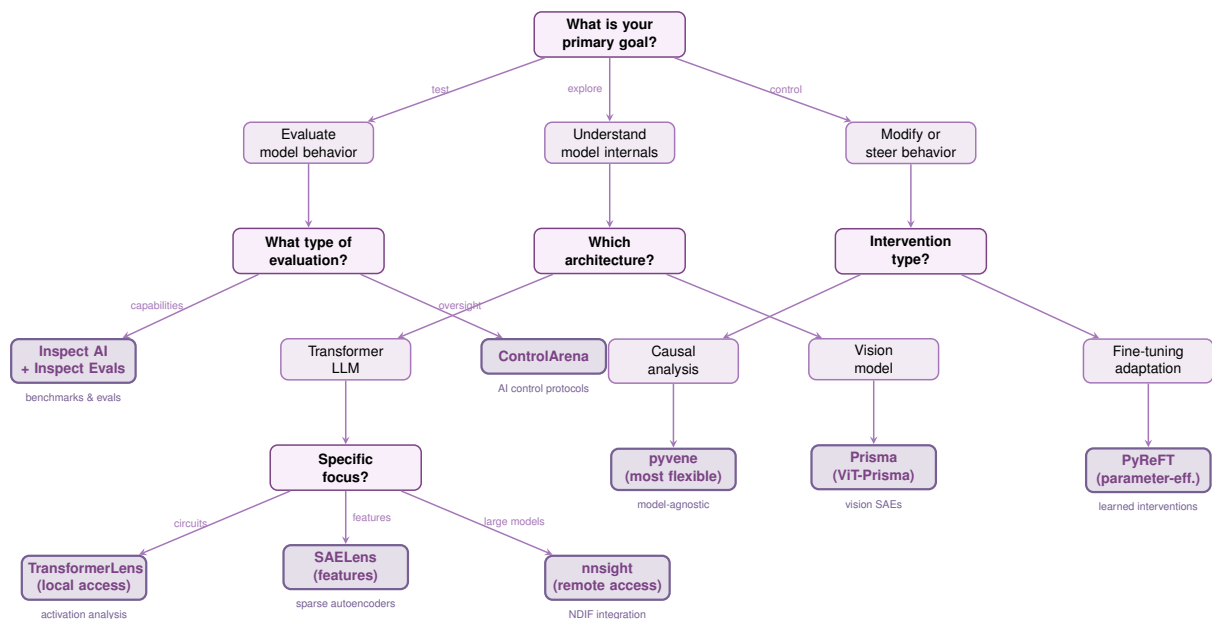 What is your
primary goal?
test
explore
control
Evaluate
model behavior
Understand
model internals
Modify or
steer behavior
What type of
evaluation?
Which
architecture?
Intervention
type?
capabilities
oversight
Inspect AI
+ Inspect Evals
benchmarks & evals
Transformer
LLM
ControlArena
AI control protocols
Causal
analysis
Vision
model
Fine-tuning
adaptation
Specific
focus?
pyvene
(most flexible)
model-agnostic
Prisma
(ViT-Prisma)
vision SAEs
PyReFT
(parameter-eff.)
learned interventions
circuits
features
large models
TransformerLens
(local access)
activation analysis
SAELens
(features)
sparse autoencoders
nnsight
(remote access)
NDIF integration